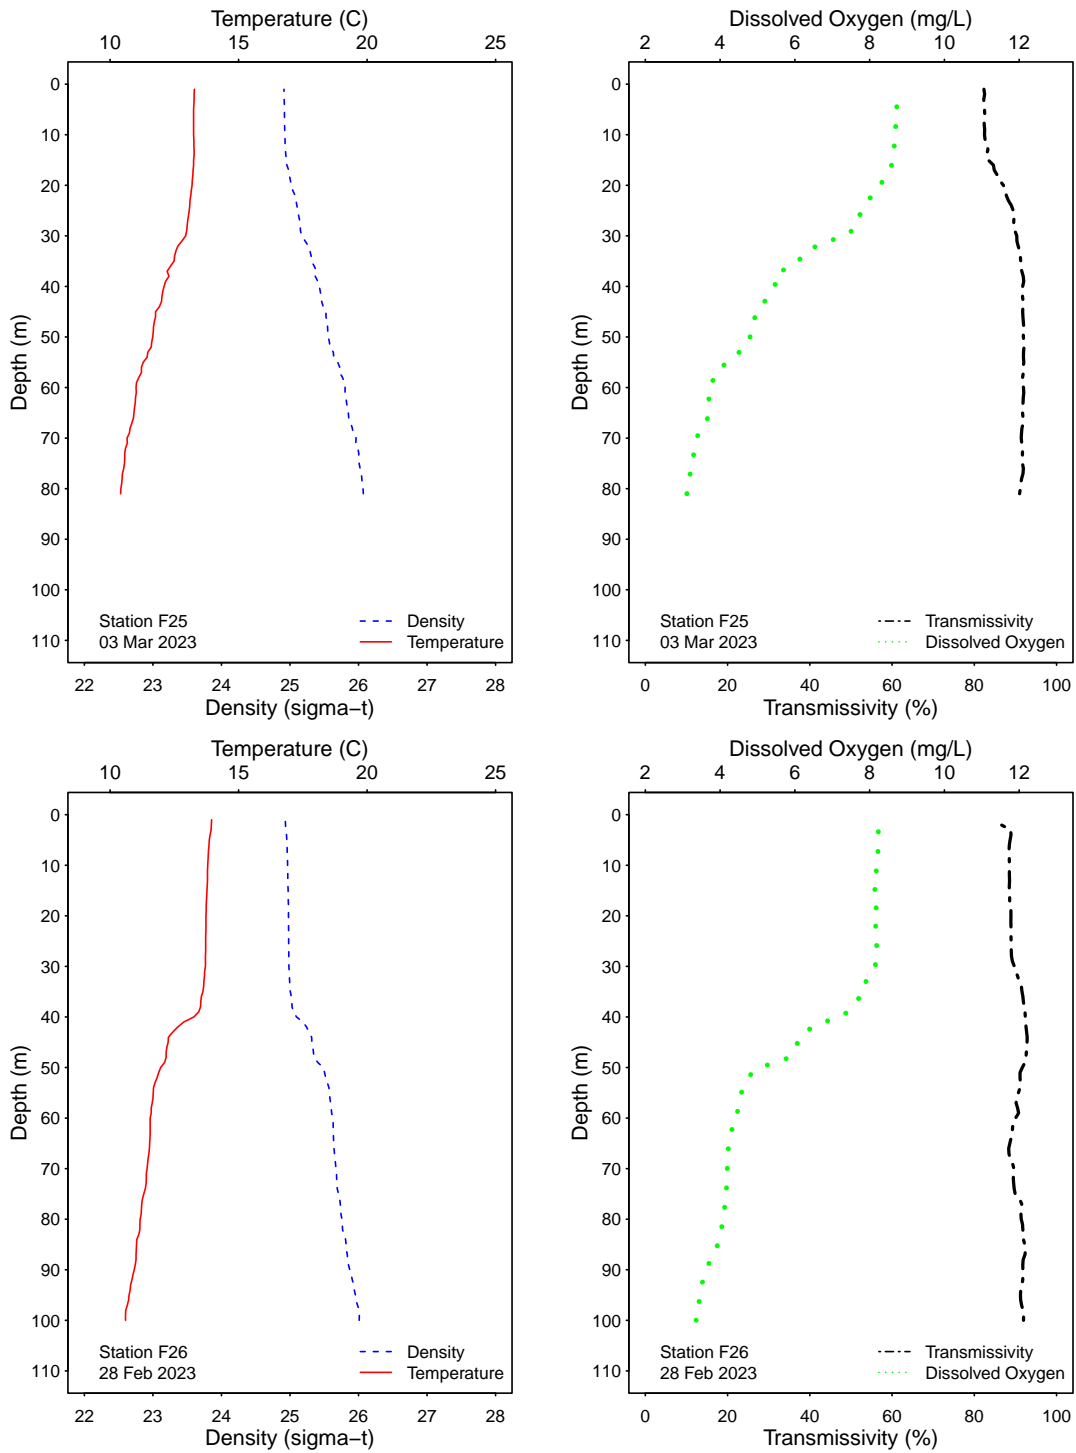 Temperature (C)
10 15 20 25
0
10
20
30
40
50
60
70
80
90
100
110
Depth (m)
Station F25
03 Mar 2023
Density
Temperature
22 23 24 25 26 27 28
Density (sigma−t)
Dissolved Oxygen (mg/L)
2 4 6 8 10 12
0
10
20
30
40
50
60
70
80
90
100
110
Depth (m)
Station F25
03 Mar 2023
Transmissivity
Dissolved Oxygen
0 20 40 60 80 100
Transmissivity (%)
Temperature (C)
10 15 20 25
0
10
20
30
40
50
60
70
80
90
100
110
Depth (m)
Station F26
28 Feb 2023
Density
Temperature
22 23 24 25 26 27 28
Density (sigma−t)
Dissolved Oxygen (mg/L)
2 4 6 8 10 12
0
10
20
30
40
50
60
70
80
90
100
110
Depth (m)
Station F26
28 Feb 2023
Transmissivity
Dissolved Oxygen
0 20 40 60 80 100
Transmissivity (%)